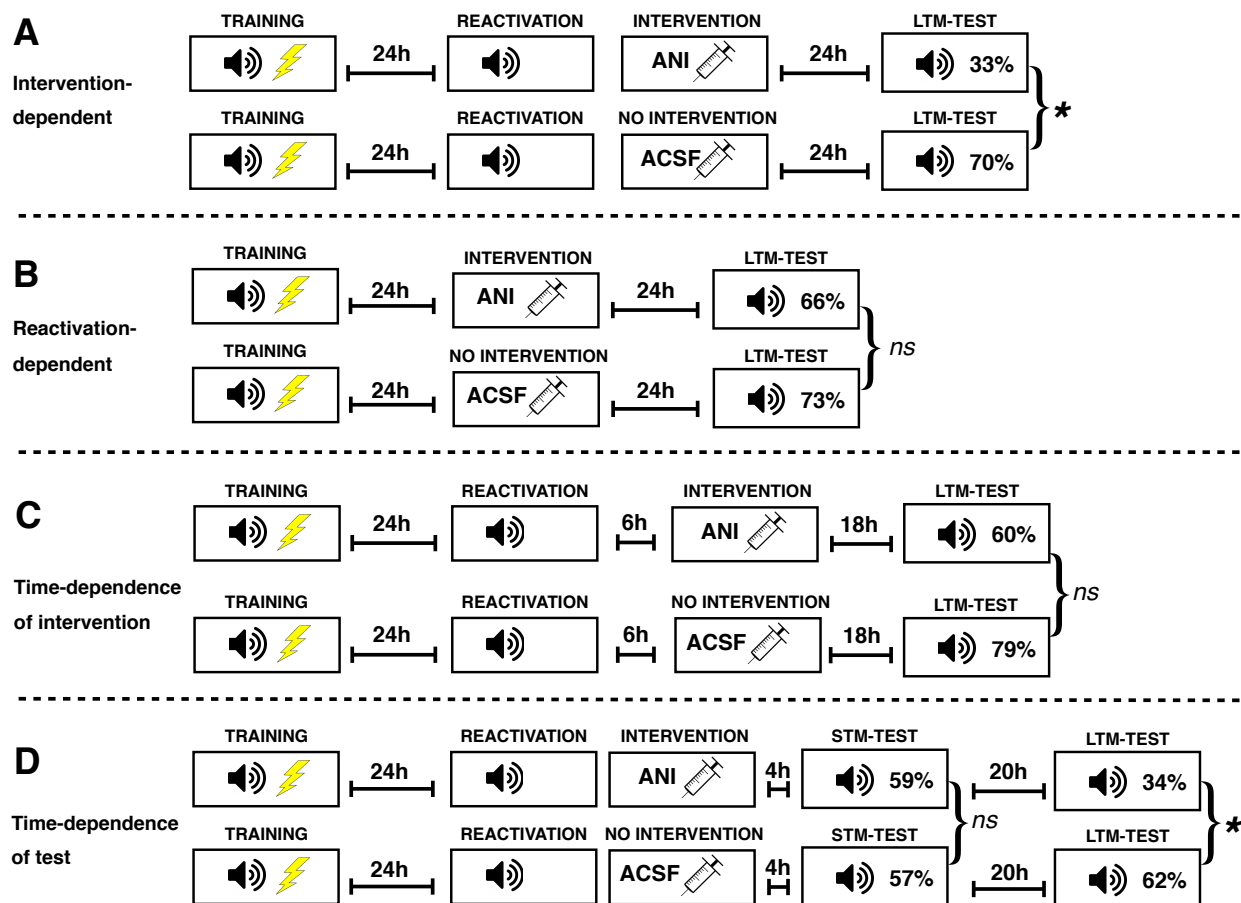 A
Intervention-
dependent
TRAINING REACTIVATION INTERVENTION LTM-TEST
24h ANI 24h 33%
*
TRAINING REACTIVATION NO INTERVENTION LTM-TEST
24h ACSF 24h 70%
B
Reactivation-
dependent
TRAINING INTERVENTION LTM-TEST
24h ANI 24h 66%
ns
TRAINING NO INTERVENTION LTM-TEST
24h ACSF 24h 73%
C
Time-dependence
of intervention
TRAINING REACTIVATION INTERVENTION LTM-TEST
24h 6h ANI 18h 60%
ns
TRAINING REACTIVATION NO INTERVENTION LTM-TEST
24h 6h ACSF 18h 79%
D
Time-dependence
of test
TRAINING REACTIVATION INTERVENTION STM-TEST LTM-TEST
24h ANI 4h 59% 20h 34%
ns *
TRAINING REACTIVATION NO INTERVENTION STM-TEST LTM-TEST
24h ACSF 4h 57% 20h 62%